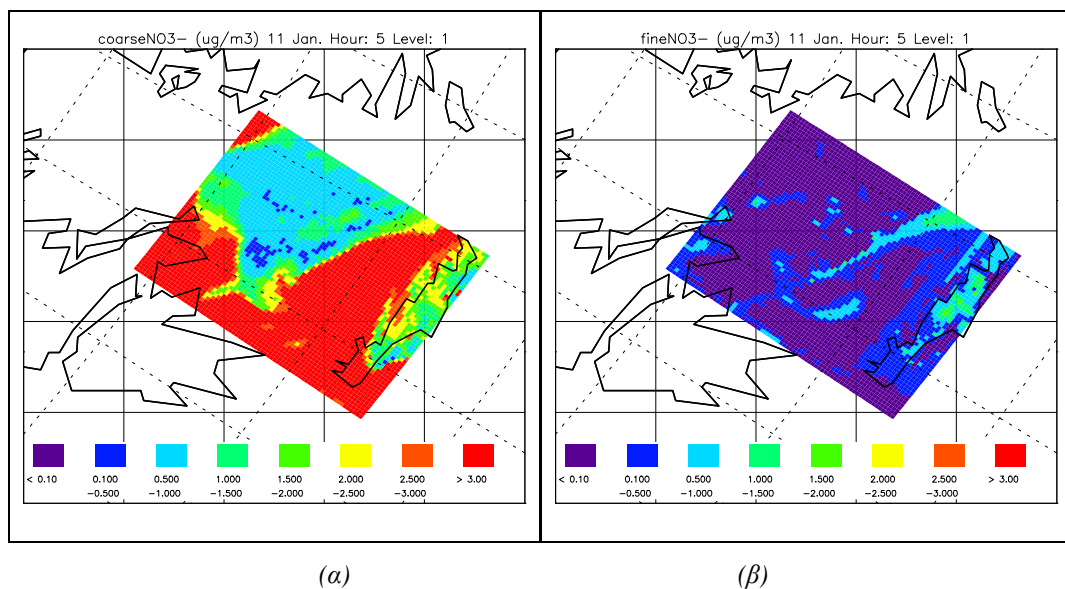 coarseNO3− (ug/m3) 11 Jan. Hour: 5 Level: 1
< 0.10 0.100 0.500 1.000 1.500 2.000 2.500 > 3.00
−0.500 −1.000 −1.500 −2.000 −2.500 −3.000
fineNO3− (ug/m3) 11 Jan. Hour: 5 Level: 1
< 0.10 0.100 0.500 1.000 1.500 2.000 2.500 > 3.00
−0.500 −1.000 −1.500 −2.000 −2.500 −3.000
(α) (β)